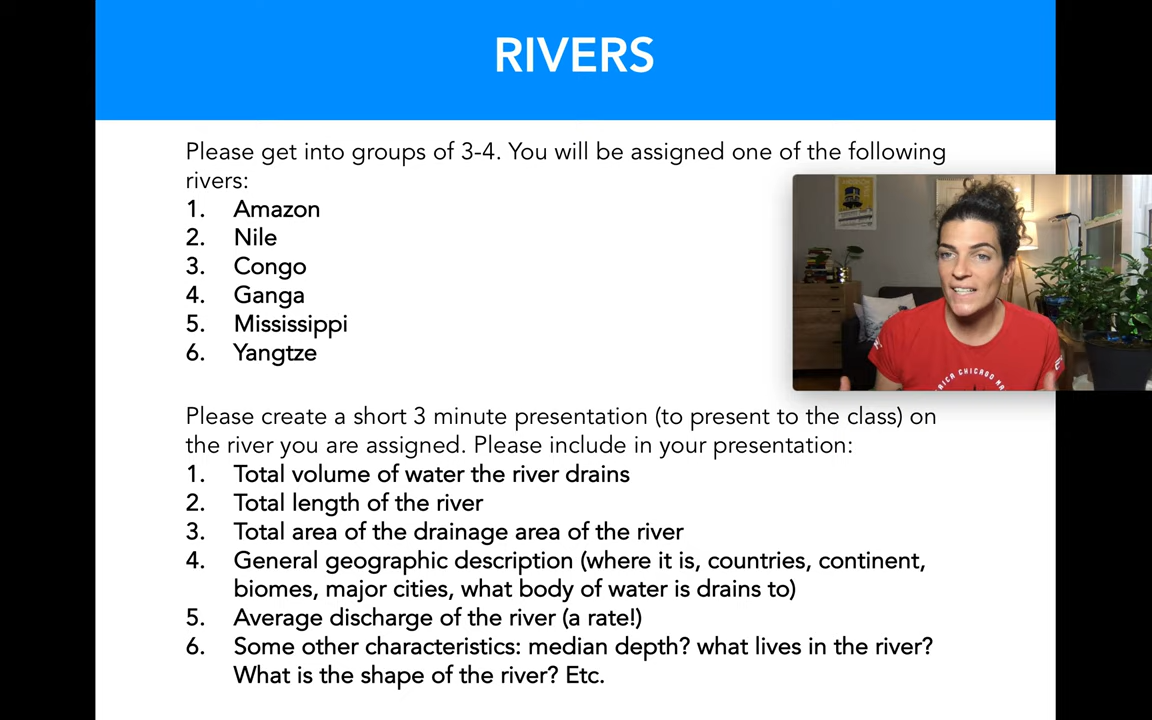 RIVERS
Please get into groups of 3-4. You will be assigned one of the following
rivers:
1. Amazon
2. Nile
3. Congo
4. Ganga
5. Mississippi
6. Yangtze
Please create a short 3 minute presentation (to present to the class) on
the river you are assigned. Please include in your presentation:
1. Total volume of water the river drains
2. Total length of the river
3. Total area of the drainage area of the river
4. General geographic description (where it is, countries, continent,
biomes, major cities, what body of water is drains to)
5. Average discharge of the river (a rate!)
6. Some other characteristics: median depth? what lives in the river?
What is the shape of the river? Etc.
CHICAGO